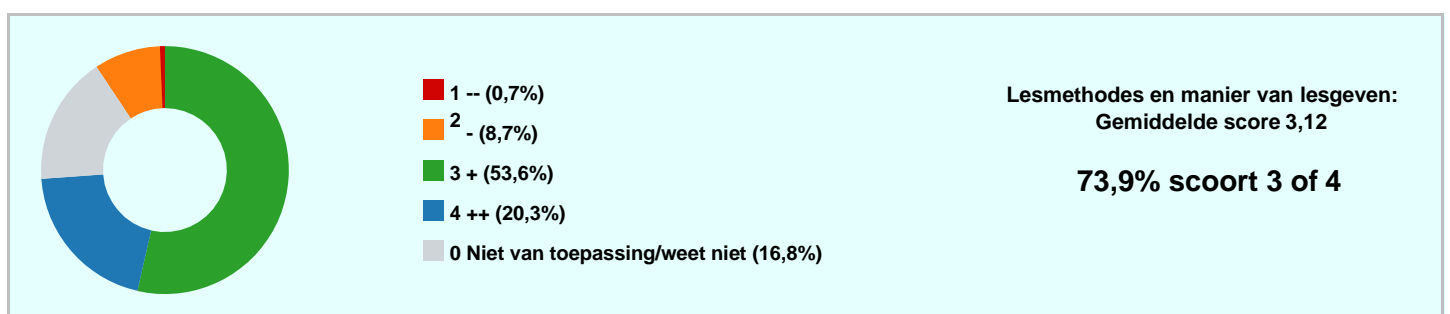 1 -- (0,7%)
2 - (8,7%)
3 + (53,6%)
4 ++ (20,3%)
0 Niet van toepassing/weet niet (16,8%)
Lesmethodes en manier van lesgeven:
Gemiddelde score 3,12
73,9% scoort 3 of 4